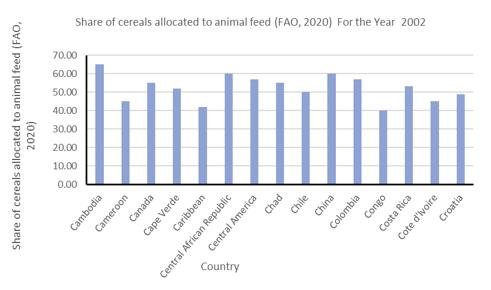 Share of cereals allocated to animal feed (FAO, 2020) For the Year 2002
Share of cereals allocated to animal feed (FAO,
2020)
70.00
60.00
50.00
40.00
30.00
20.00
10.00
0.00
Cambodia
Cameroon
Canada
Cape Verde
Caribbean
Central African Republic
Central America
Chad
Chile
China
Colombia
Congo
Costa Rica
Cote d'Ivoire
Croatia
Country